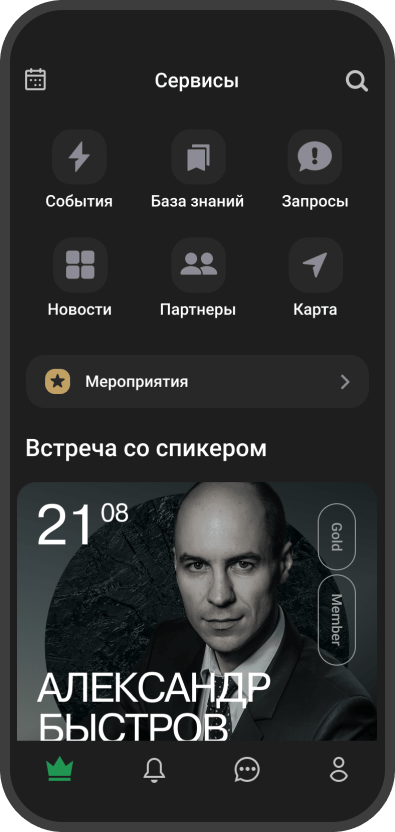 Сервисы
События
База знаний
Запросы
Новости
Партнеры
Карта
Мероприятия
Встреча со спикером
21 08
Gold
Member
АЛЕКСАНДР
БЫСТРОВ